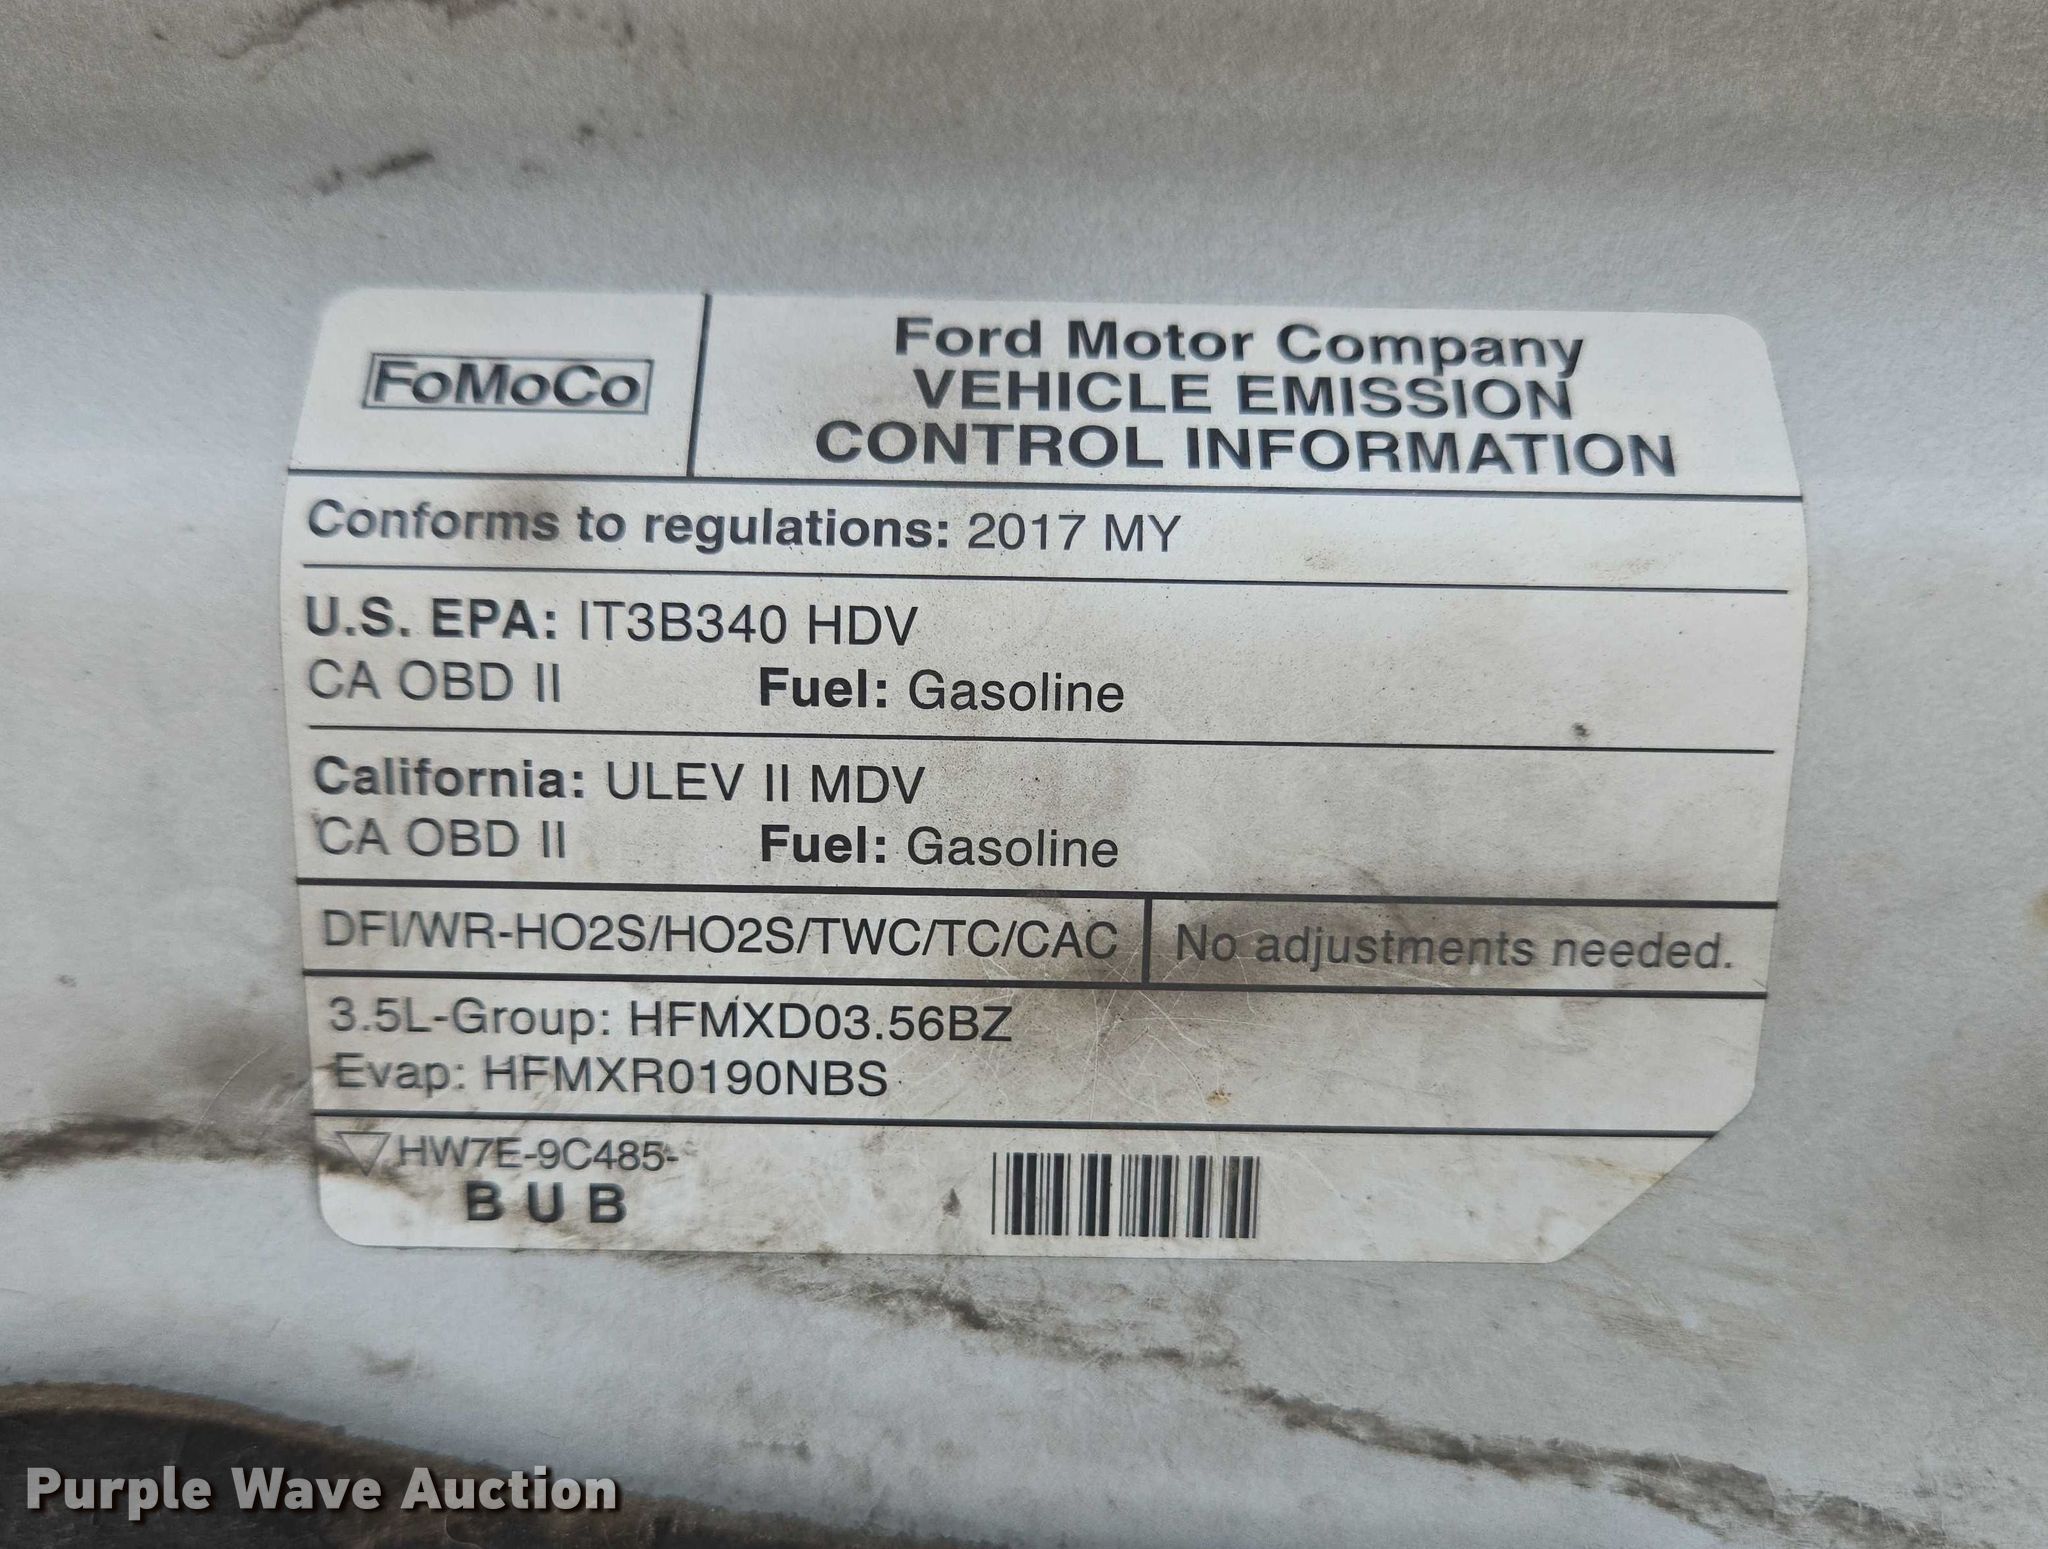 FoMoCo
Ford Motor Company
VEHICLE EMISSION
CONTROL INFORMATION
Conforms to regulations: 2017 MY
U.S. EPA: IT3B340 HDV
CA OBD II Fuel: Gasoline
California: ULEV II MDV
CA OBD II Fuel: Gasoline
DFI/WR-HO2S/HO2S/TWC/TC/CAC No adjustments needed.
3.5L-Group: HFMXD03.56BZ
Evap: HFMXR0190NBS
HW7E-9C485-
B U B
Purple Wave Auction